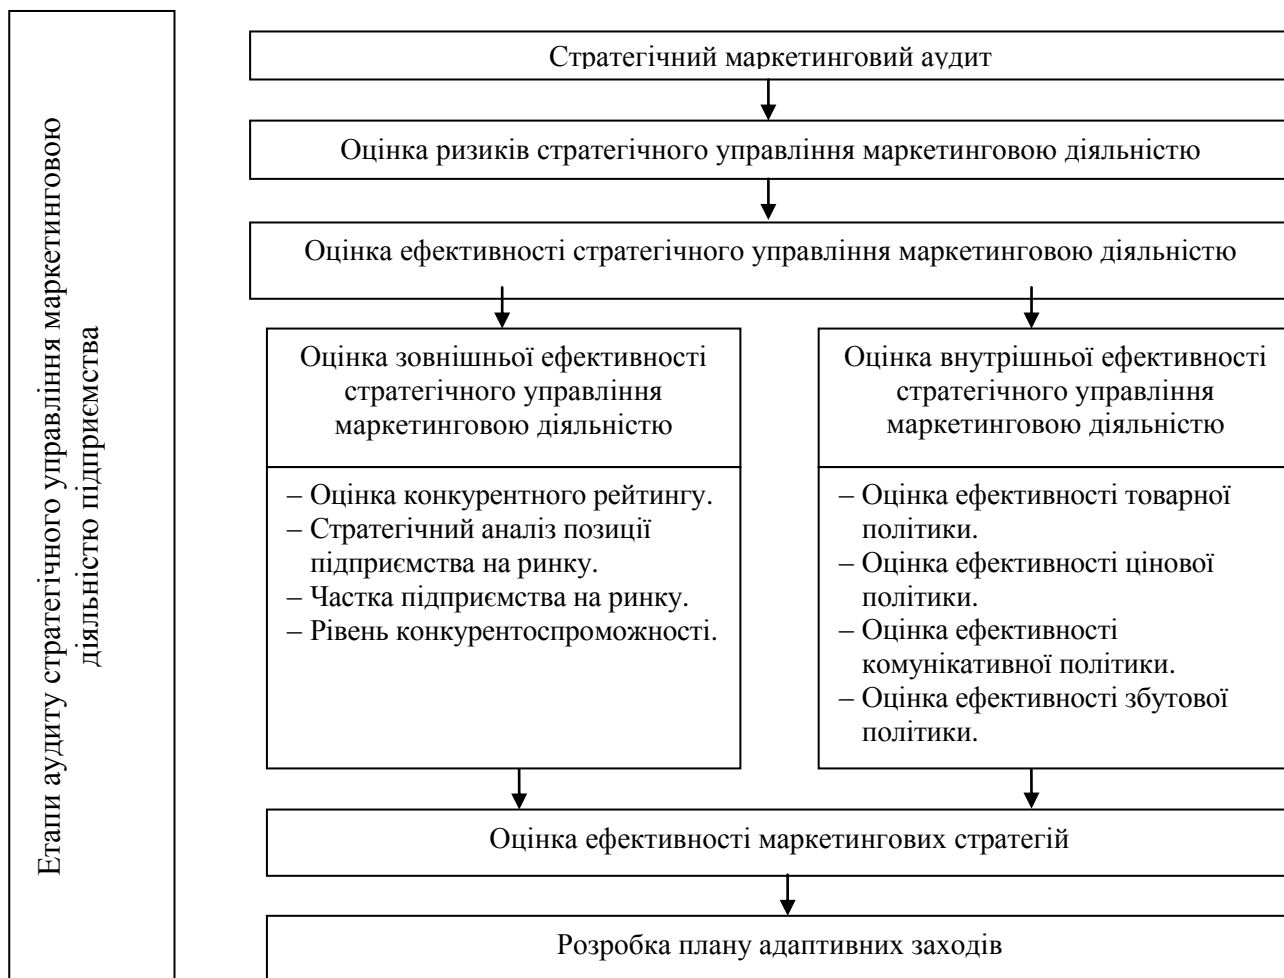 Етапи аудиту стратегічного управління маркетинговою
діяльністю підприємства
Стратегічний маркетинговий аудит
Оцінка ризиків стратегічного управління маркетинговою діяльністю
Оцінка ефективності стратегічного управління маркетинговою діяльністю
Оцінка зовнішньої ефективності
стратегічного управління
маркетинговою діяльністю
– Оцінка конкурентного рейтингу.
– Стратегічний аналіз позиції
підприємства на ринку.
– Частка підприємства на ринку.
– Рівень конкурентоспроможності.
Оцінка внутрішньої ефективності
стратегічного управління
маркетинговою діяльністю
– Оцінка ефективності товарної
політики.
– Оцінка ефективності цінової
політики.
– Оцінка ефективності
комунікативної політики.
– Оцінка ефективності збутової
політики.
Оцінка ефективності маркетингових стратегій
Розробка плану адаптивних заходів